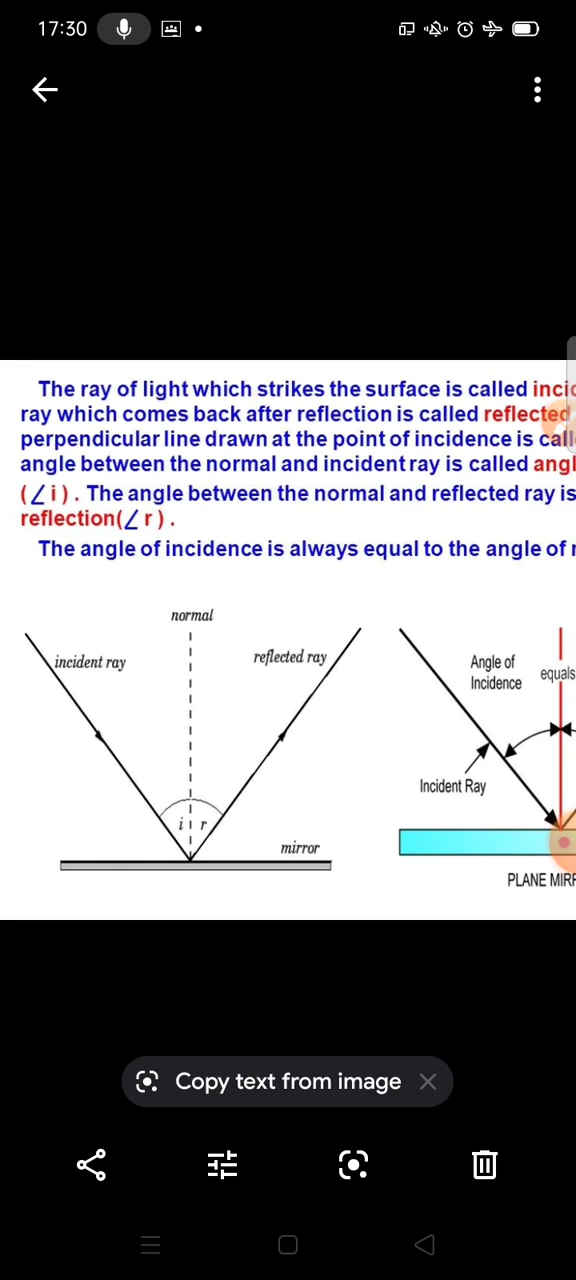 17:30
The ray of light which strikes the surface is called
ray which comes back after reflection is called reflected
perpendicular line drawn at the point of incidence is
angle between the normal and incident ray is called
(∠i). The angle between the normal and reflected ray is
reflection(∠r).
The angle of incidence is always equal to the angle of
normal
incident ray
reflected ray
i r
mirror
Angle of
Incidence
equals
Incident Ray
PLANE
Copy text from image